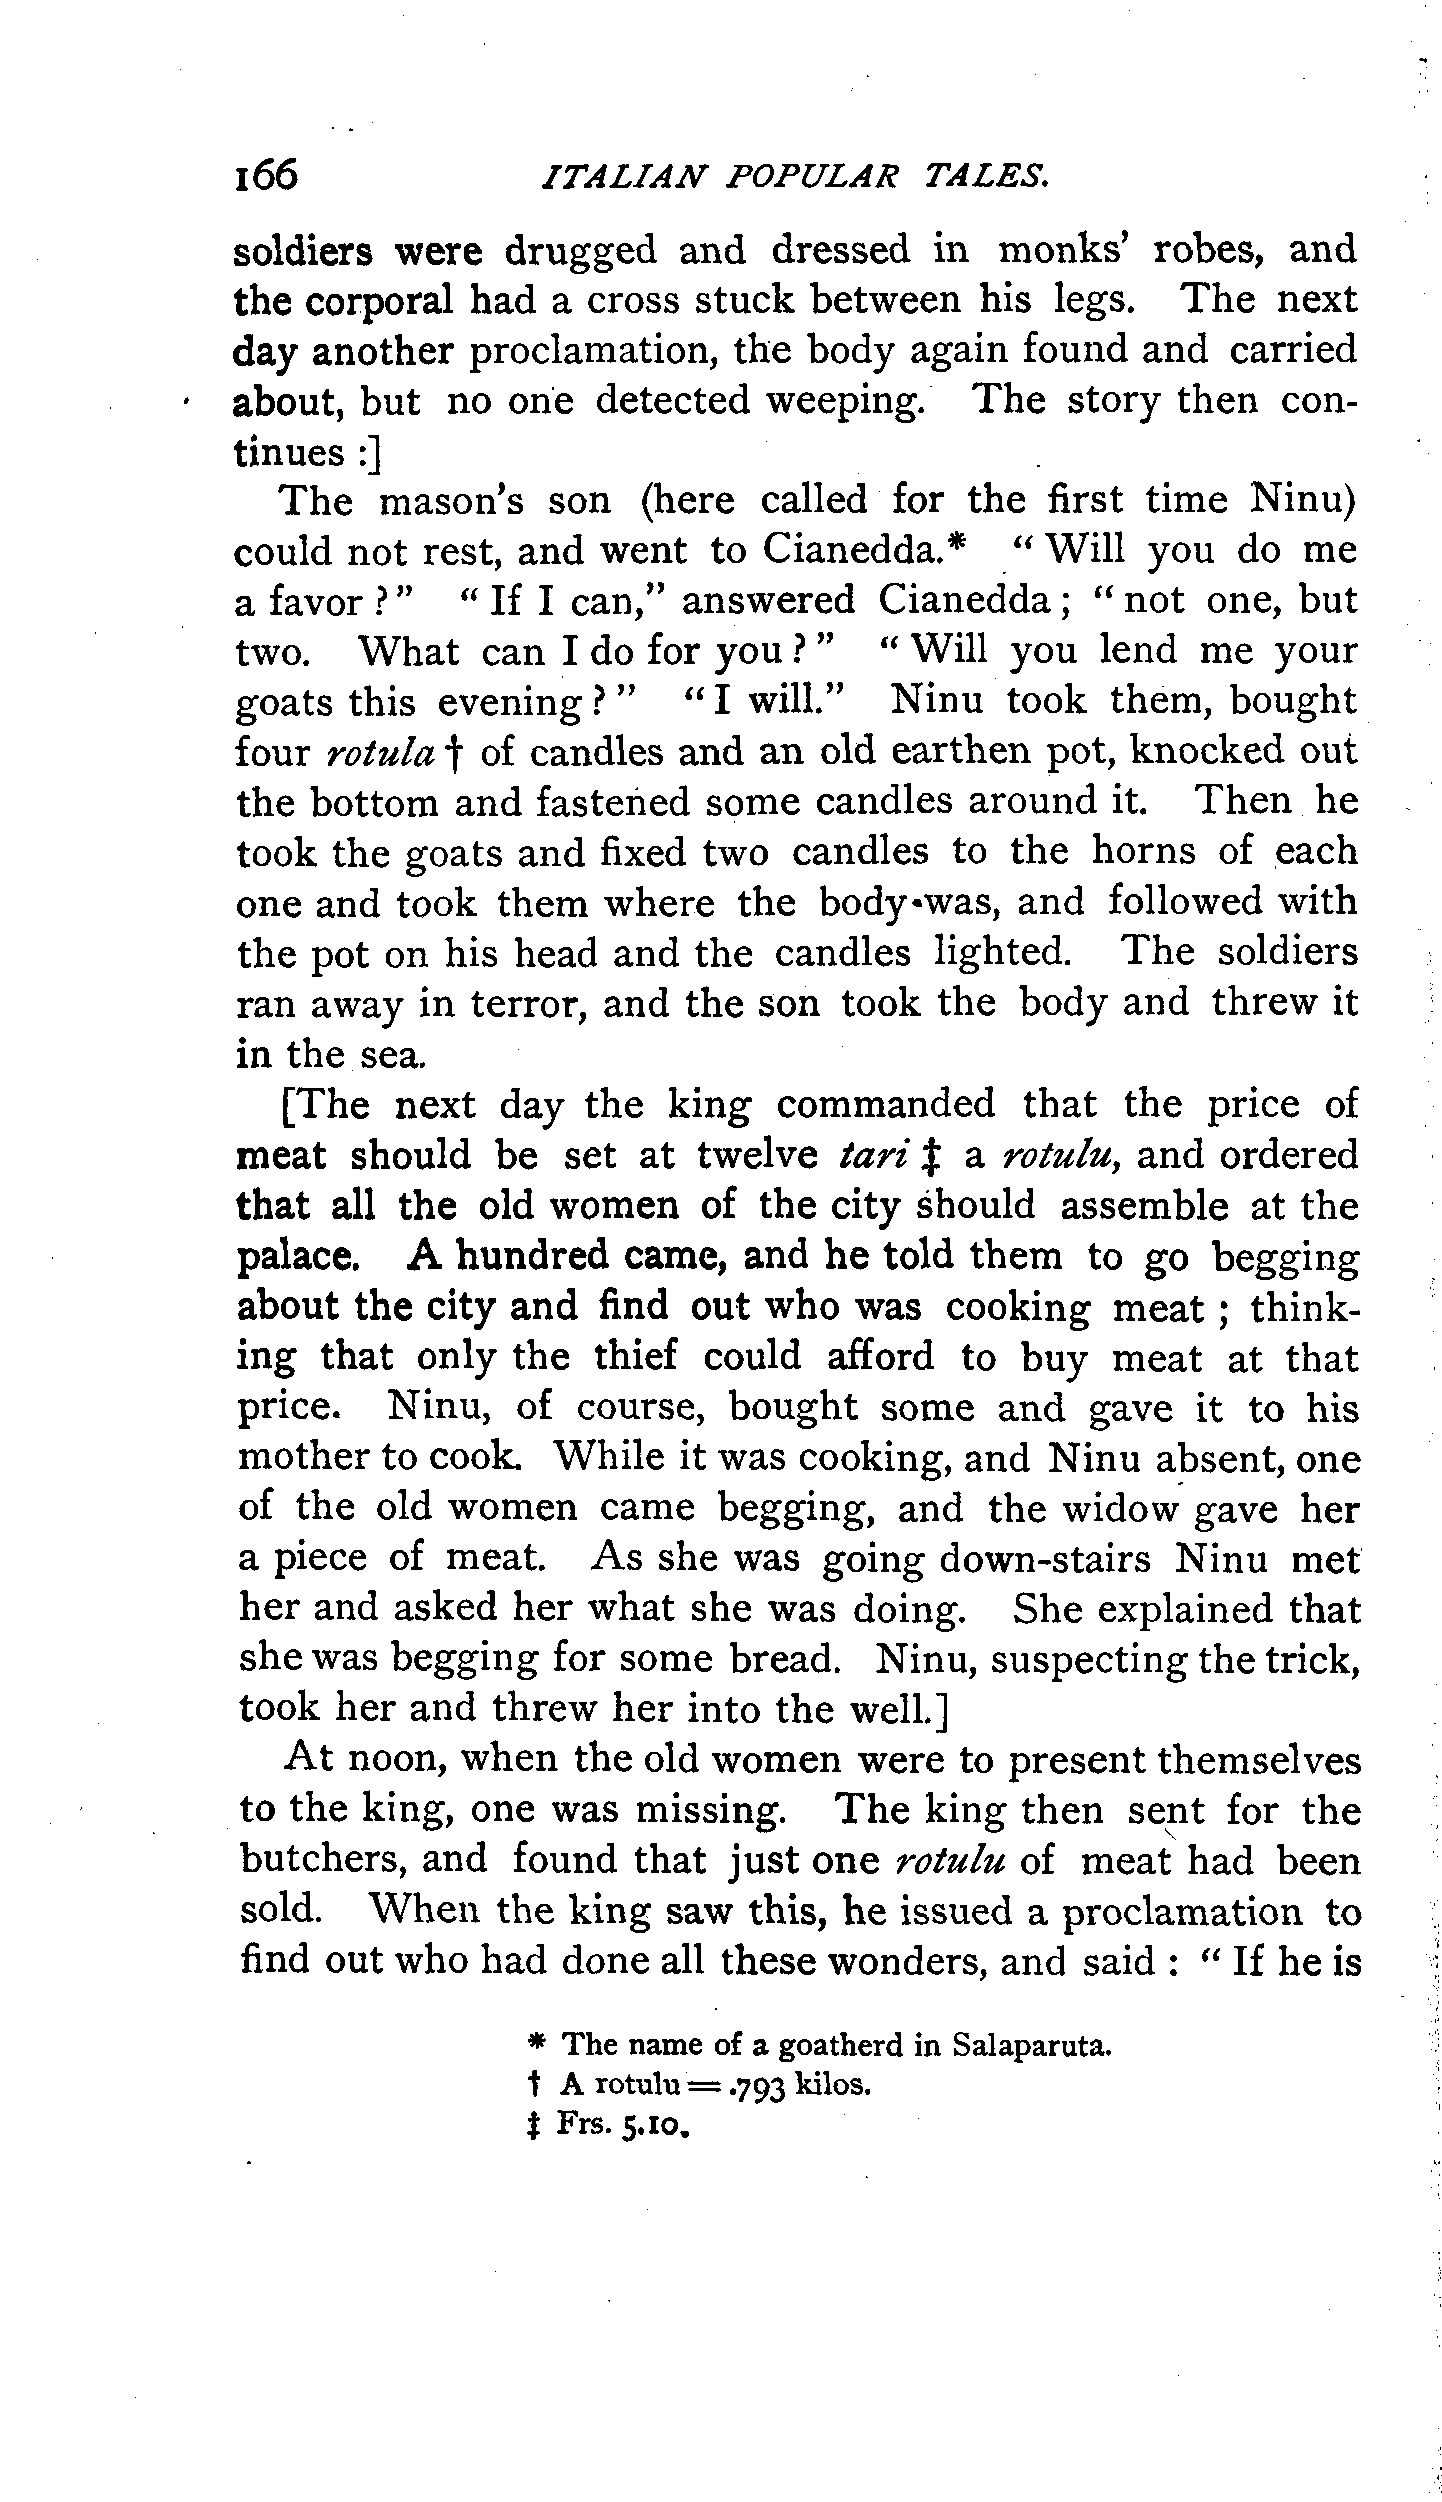 166 ITALIAN POPULAR TALES.
soldiers were drugged and dressed in monks' robes, and
the corporal had a cross stuck between his legs. The next
day another proclamation, the body again found and carried
about, but no one detected weeping. The story then con-
tinues :]
The mason's son (here called for the first time Ninu)
could not rest, and went to Cianedda.* "Will you do me
a favor?" "If I can," answered Cianedda; "not one, but
two. What can I do for you?" "Will you lend me your
goats this evening?" "I will." Ninu took them, bought
four rotula † of candles and an old earthen pot, knocked out
the bottom and fastened some candles around it. Then he
took the goats and fixed two candles to the horns of each
one and took them where the body was, and followed with
the pot on his head and the candles lighted. The soldiers
ran away in terror, and the son took the body and threw it
in the sea.
[The next day the king commanded that the price of
meat should be set at twelve tari ‡ a rotulu, and ordered
that all the old women of the city should assemble at the
palace. A hundred came, and he told them to go begging
about the city and find out who was cooking meat; think-
ing that only the thief could afford to buy meat at that
price. Ninu, of course, bought some and gave it to his
mother to cook. While it was cooking, and Ninu absent, one
of the old women came begging, and the widow gave her
a piece of meat. As she was going down-stairs Ninu met
her and asked her what she was doing. She explained that
she was begging for some bread. Ninu, suspecting the trick,
took her and threw her into the well.]
At noon, when the old women were to present themselves
to the king, one was missing. The king then sent for the
butchers, and found that just one rotulu of meat had been
sold. When the king saw this, he issued a proclamation to
find out who had done all these wonders, and said: "If he is
* The name of a goatherd in Salaparuta.
† A rotulu = .793 kilos.
‡ Frs. 5.10.